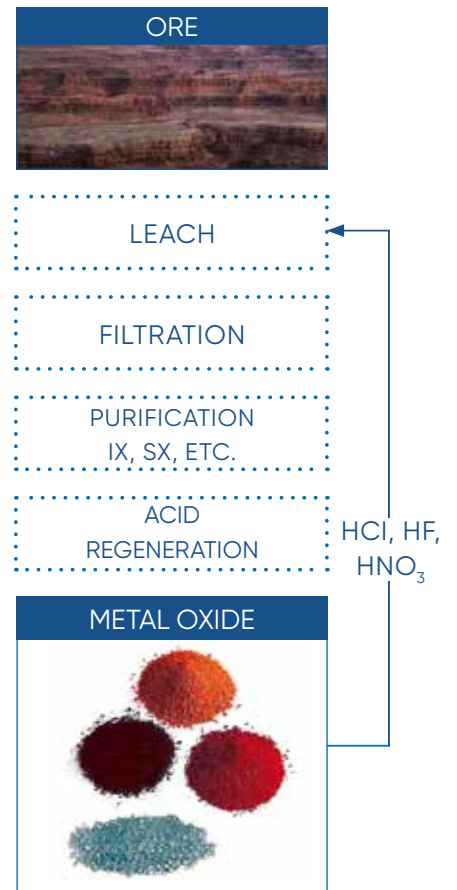 ORE
LEACH
FILTRATION
PURIFICATION
IX, SX, ETC.
ACID
REGENERATION
HCl, HF,
HNO₃
METAL OXIDE